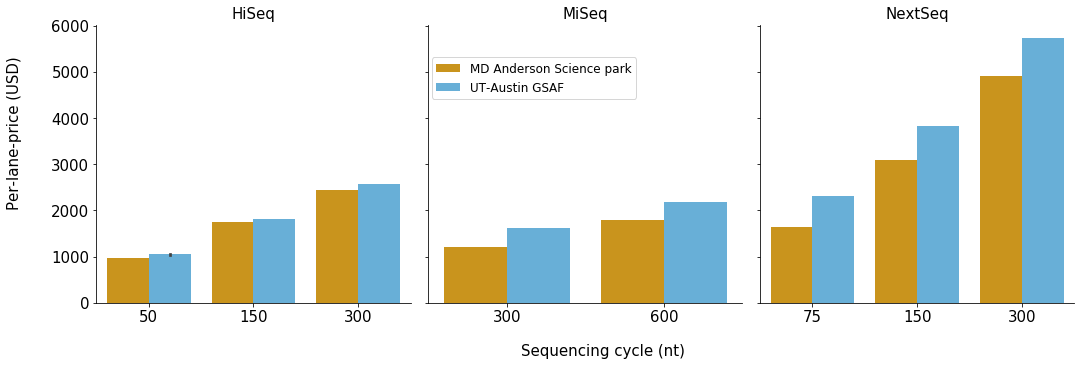 HiSeq
MiSeq
NextSeq
Per-lane-price (USD)
6000
5000
4000
3000
2000
1000
0
MD Anderson Science park
UT-Austin GSAF
50
150
300
300
600
75
150
300
Sequencing cycle (nt)